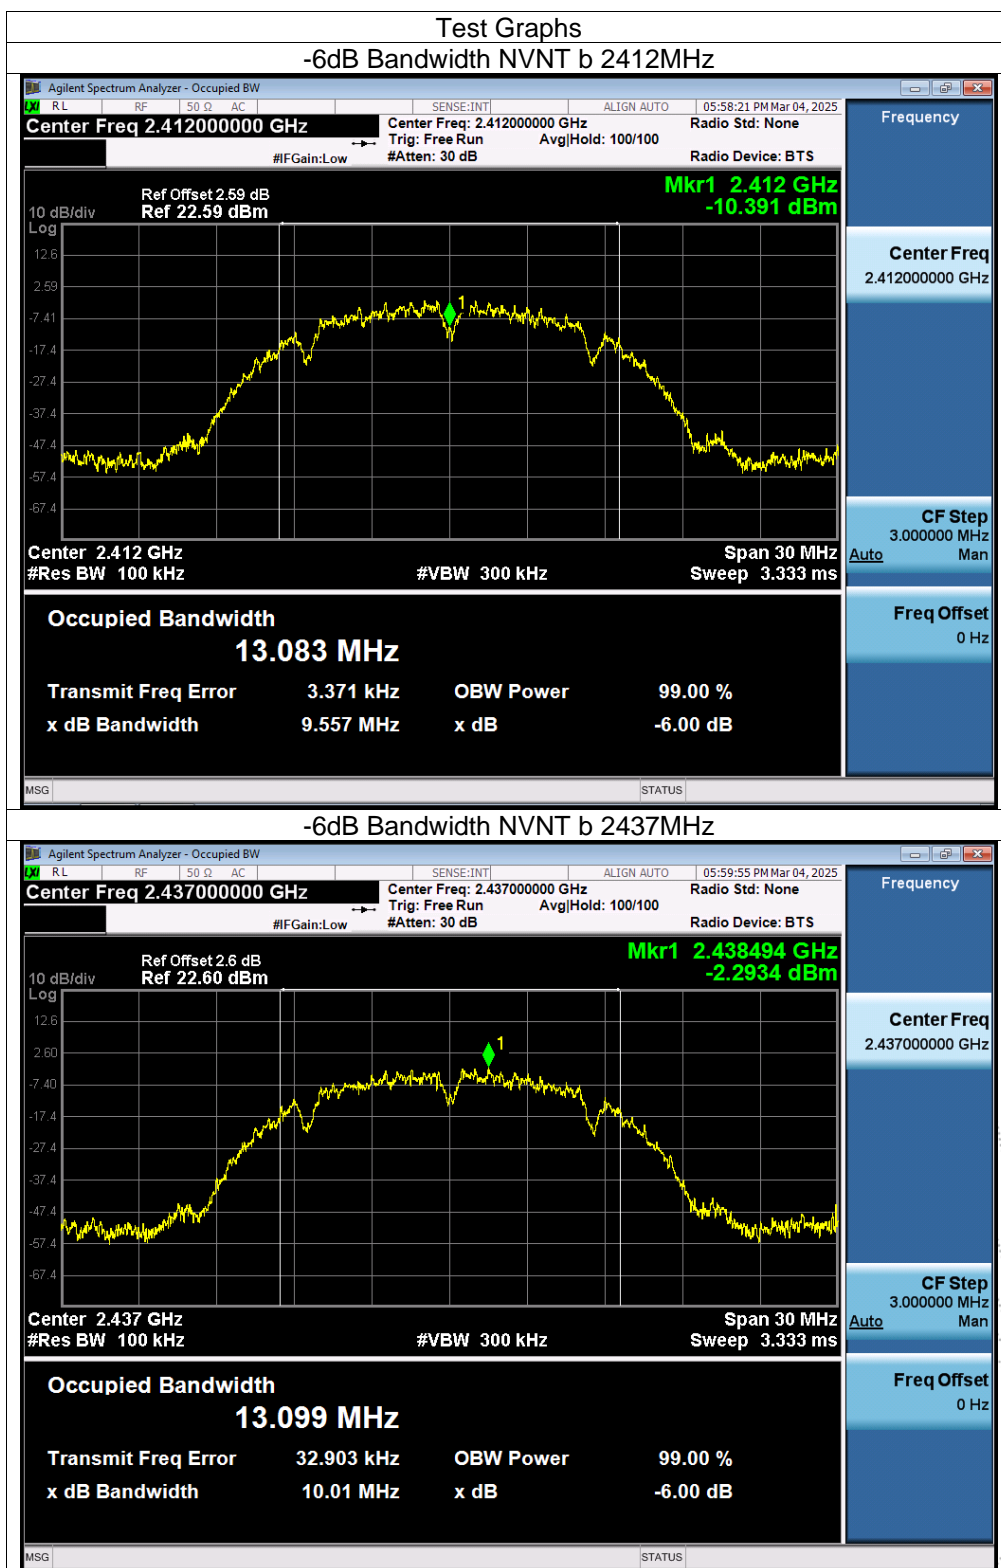 Test Graphs
-6dB Bandwidth NVNT b 2412MHz
Agilent Spectrum Analyzer - Occupied BW
LXI RL RF 50 Ω AC SENSE:INT ALIGN AUTO 05:58:21 PM Mar 04, 2025
Center Freq 2.412000000 GHz Center Freq: 2.412000000 GHz Radio Std: None Frequency
Trig: Free Run Avg|Hold: 100/100
#IFGain:Low #Atten: 30 dB Radio Device: BTS
Mkr1 2.412 GHz
Ref Offset 2.59 dB -10.391 dBm
10 dB/div Ref 22.59 dBm
Log
12.6
Center Freq
2.412000000 GHz
2.59
1
-7.41
-17.4
-27.4
-37.4
-47.4
-57.4
-67.4
CF Step
3.000000 MHz
Auto Man
Center 2.412 GHz Span 30 MHz
#Res BW 100 kHz #VBW 300 kHz Sweep 3.333 ms
Freq Offset
0 Hz
Occupied Bandwidth
13.083 MHz
Transmit Freq Error 3.371 kHz OBW Power 99.00 %
x dB Bandwidth 9.557 MHz x dB -6.00 dB
MSG STATUS
-6dB Bandwidth NVNT b 2437MHz
Agilent Spectrum Analyzer - Occupied BW
LXI RL RF 50 Ω AC SENSE:INT ALIGN AUTO 05:59:55 PM Mar 04, 2025
Center Freq 2.437000000 GHz Center Freq: 2.437000000 GHz Radio Std: None Frequency
Trig: Free Run Avg|Hold: 100/100
#IFGain:Low #Atten: 30 dB Radio Device: BTS
Mkr1 2.438494 GHz
Ref Offset 2.6 dB -2.2934 dBm
10 dB/div Ref 22.60 dBm
Log
12.6
Center Freq
2.437000000 GHz
2.60
1
-7.40
-17.4
-27.4
-37.4
-47.4
-57.4
-67.4
CF Step
3.000000 MHz
Auto Man
Center 2.437 GHz Span 30 MHz
#Res BW 100 kHz #VBW 300 kHz Sweep 3.333 ms
Freq Offset
0 Hz
Occupied Bandwidth
13.099 MHz
Transmit Freq Error 32.903 kHz OBW Power 99.00 %
x dB Bandwidth 10.01 MHz x dB -6.00 dB
MSG STATUS